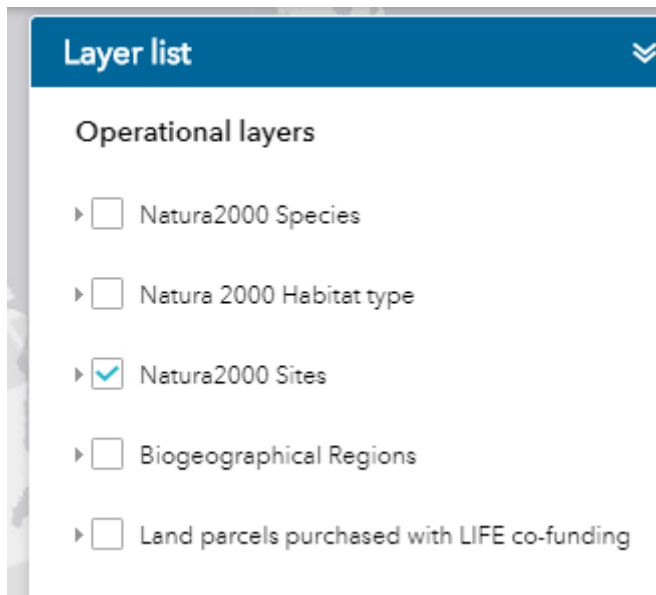 Layer list
Operational layers
Natura2000 Species
Natura 2000 Habitat type
Natura2000 Sites
Biogeographical Regions
Land parcels purchased with LIFE co-funding